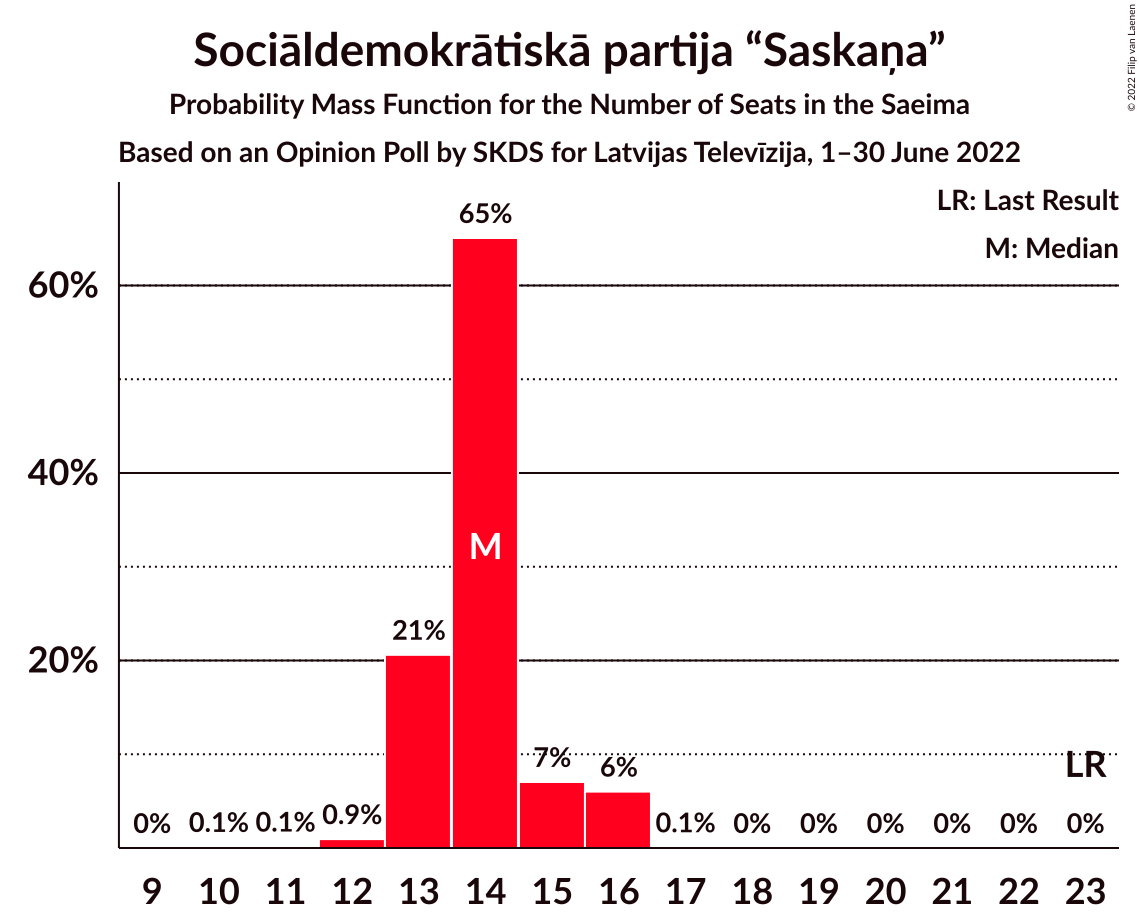 Sociāldemokrātiskā partija “Saskaņa”
Probability Mass Function for the Number of Seats in the Saeima
Based on an Opinion Poll by SKDS for Latvijas Televīzija, 1–30 June 2022
© 2022 Filip van Laenen
LR: Last Result
M: Median
60%
40%
20%
0% 0.1% 0.1% 0.9% 21% 65% 7% 6% 0.1% 0% 0% 0% 0% 0% 0%
M
LR
9 10 11 12 13 14 15 16 17 18 19 20 21 22 23